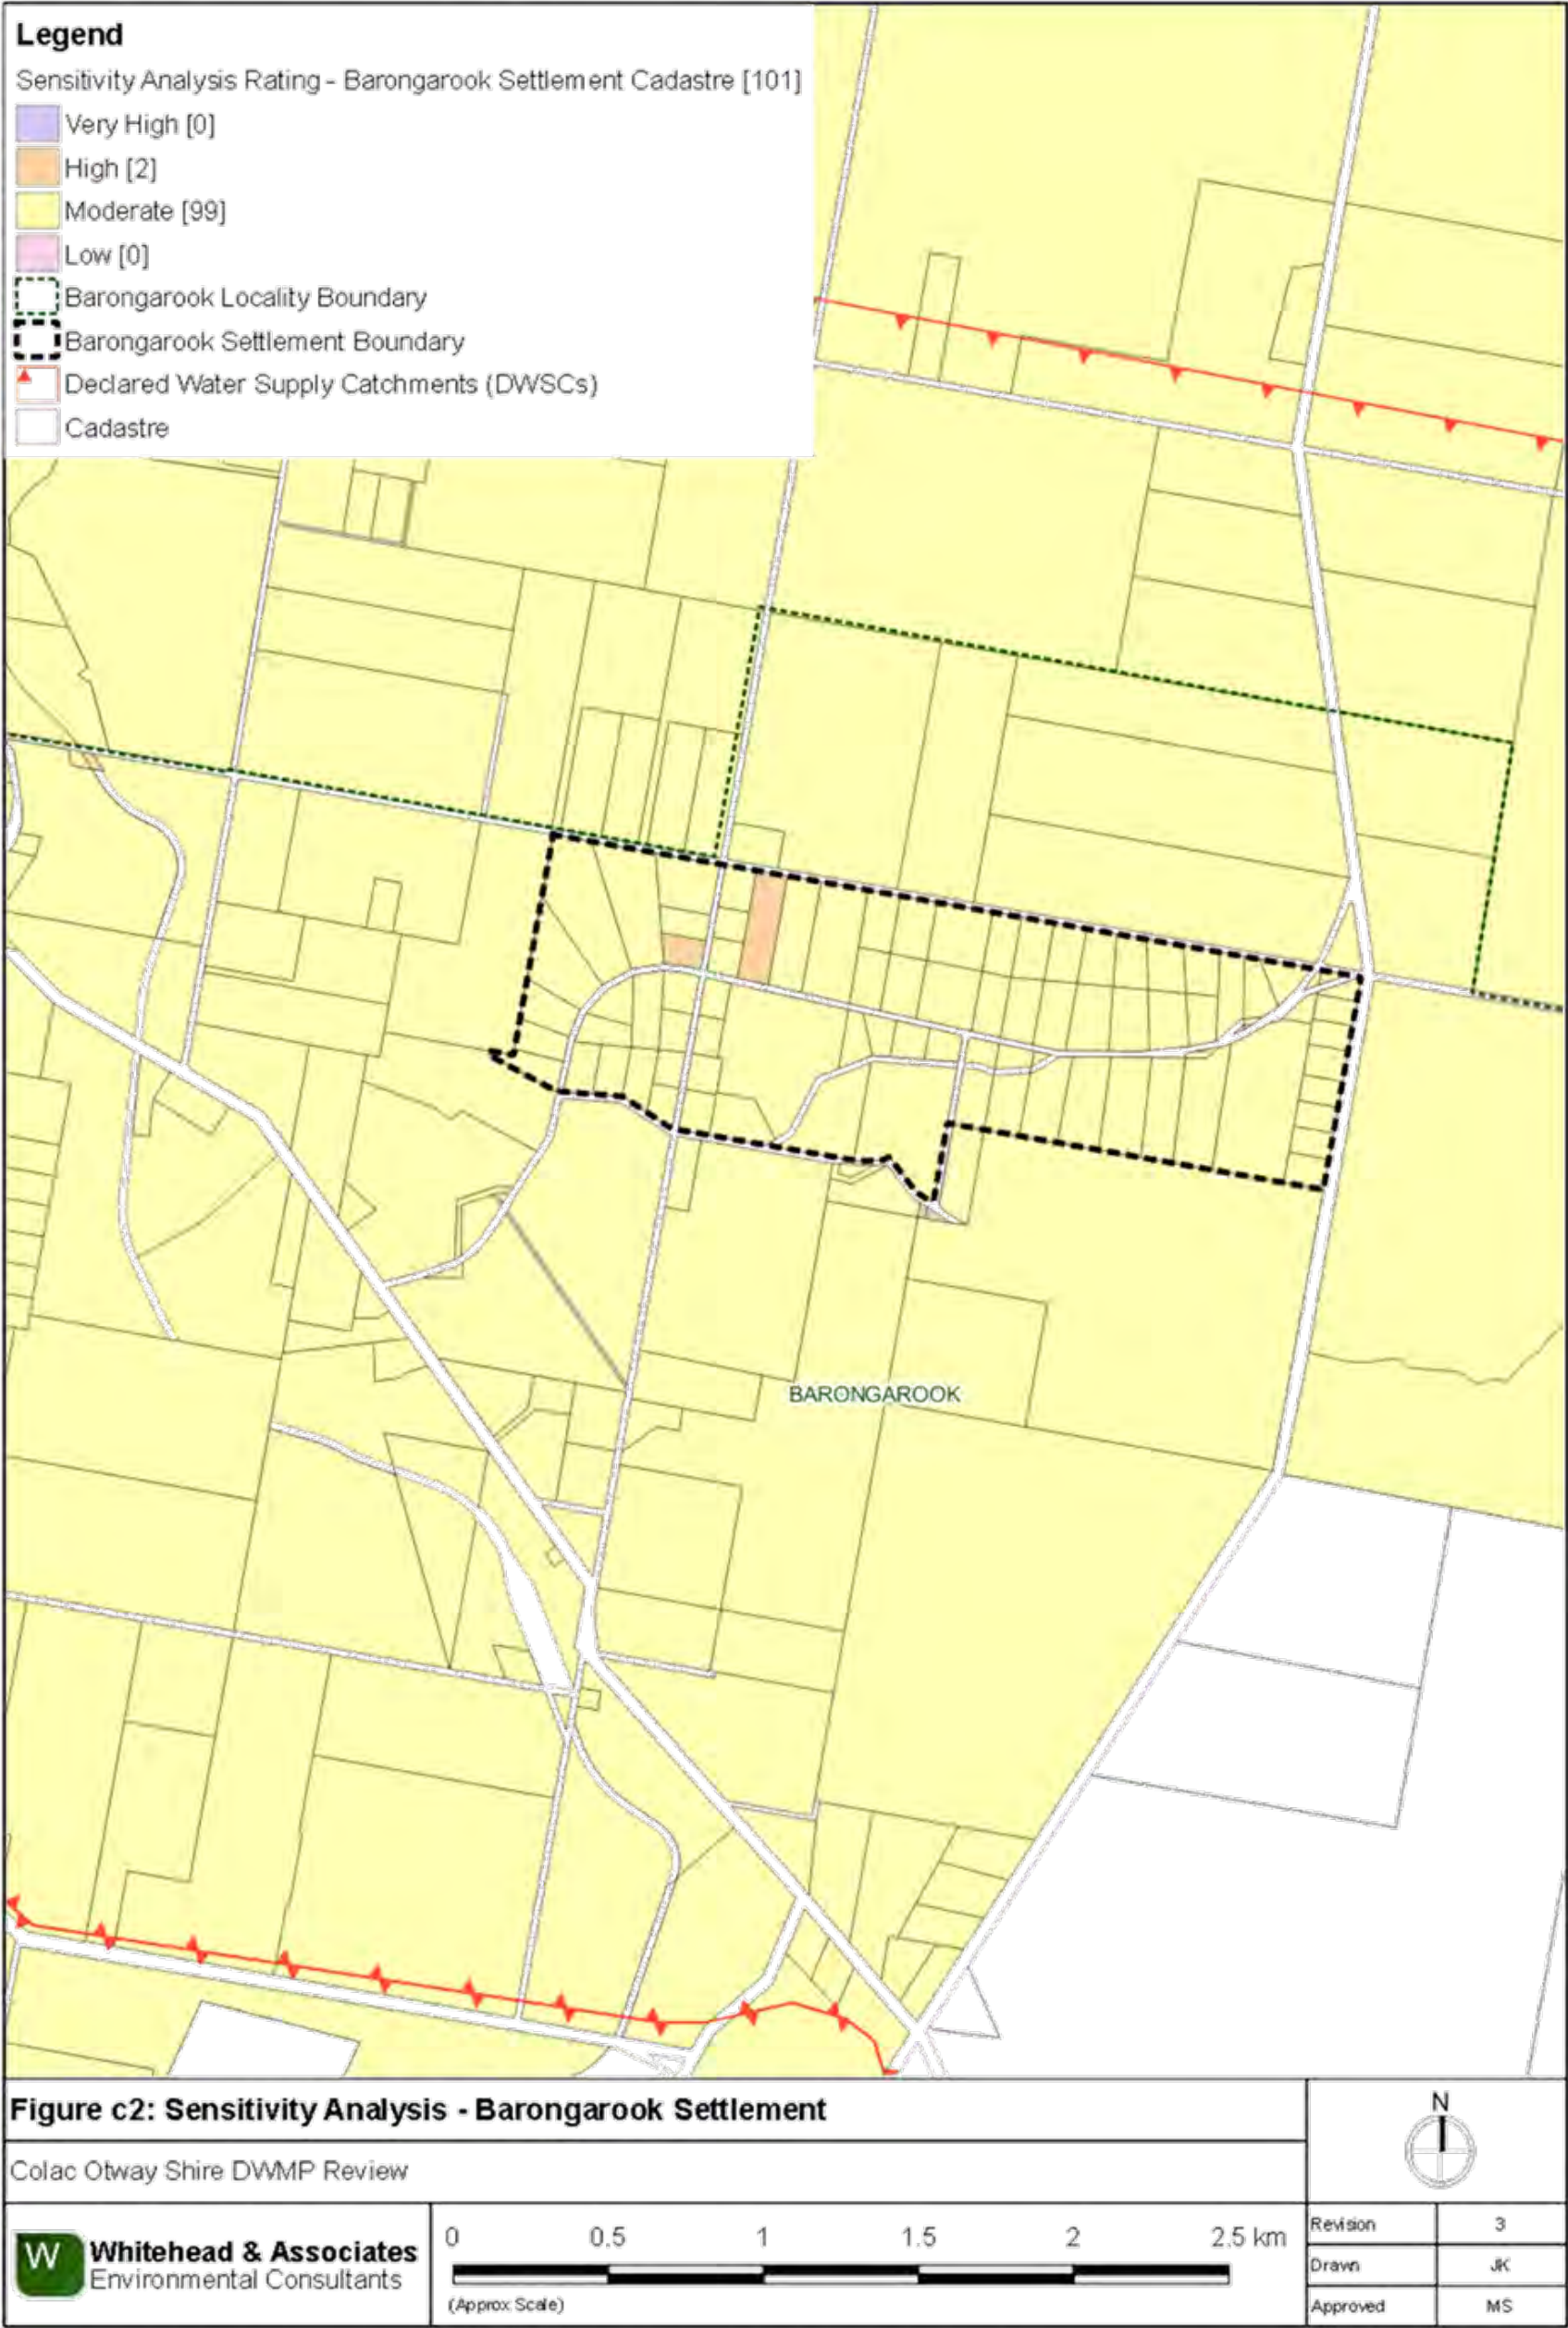 Legend
Sensitivity Analysis Rating - Barongarook Settlement Cadastre [101]
Very High [0]
High [2]
Moderate [99]
Low [0]
Barongarook Locality Boundary
Barongarook Settlement Boundary
Declared Water Supply Catchments (DWSCs)
Cadastre
BARONGAROOK
Figure c2: Sensitivity Analysis - Barongarook Settlement
Colac Otway Shire DWMP Review
N
W
Whitehead & Associates
Environmental Consultants
0 0.5 1 1.5 2 2.5 km
(Approx Scale)
Revision 3
Drawn JK
Approved MS